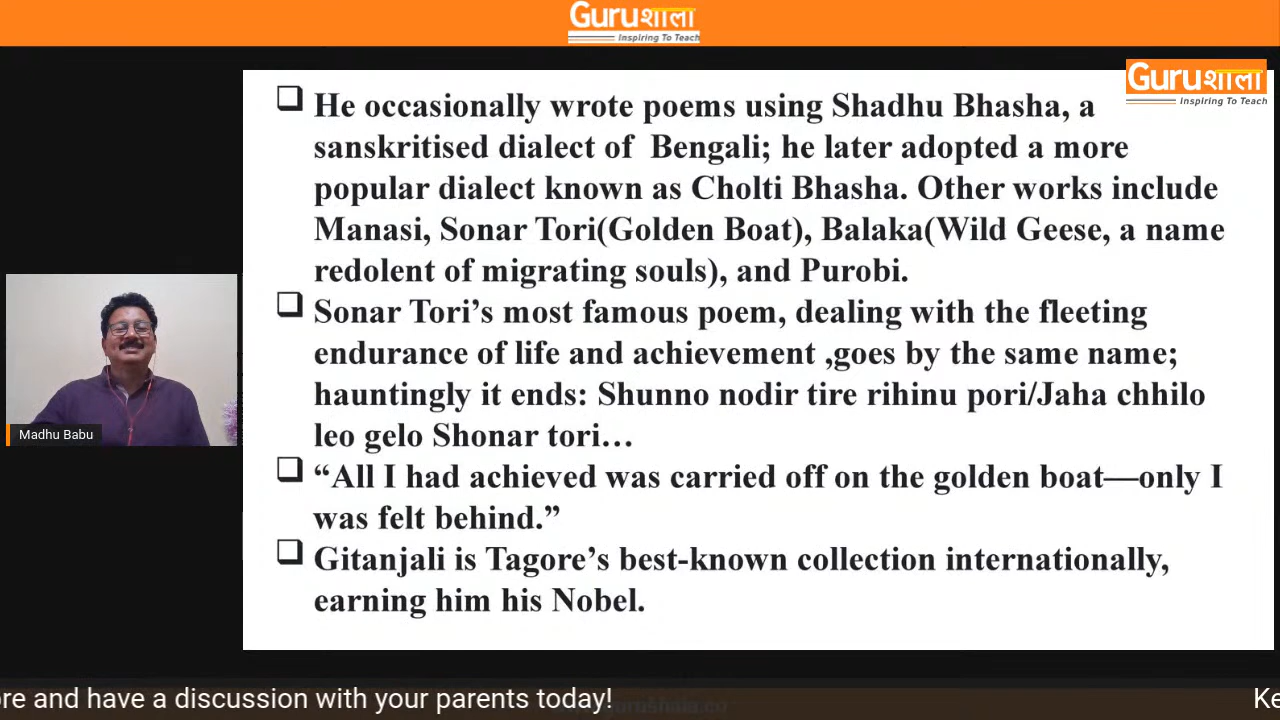 Guruशाला
Inspiring To Teach
Guruशाला
Inspiring To Teach
He occasionally wrote poems using Shadhu Bhasha, a
sanskritised dialect of Bengali; he later adopted a more
popular dialect known as Cholti Bhasha. Other works include
Manasi, Sonar Tori(Golden Boat), Balaka(Wild Geese, a name
redolent of migrating souls), and Purobi.
Sonar Tori’s most famous poem, dealing with the fleeting
endurance of life and achievement ,goes by the same name;
hauntingly it ends: Shunno nodir tire rihinu pori/Jaha chhilo
leo gelo Shonar tori…
“All I had achieved was carried off on the golden boat—only I
was felt behind.”
Gitanjali is Tagore’s best-known collection internationally,
earning him his Nobel.
Madhu Babu
ore and have a discussion with your parents today! Ke